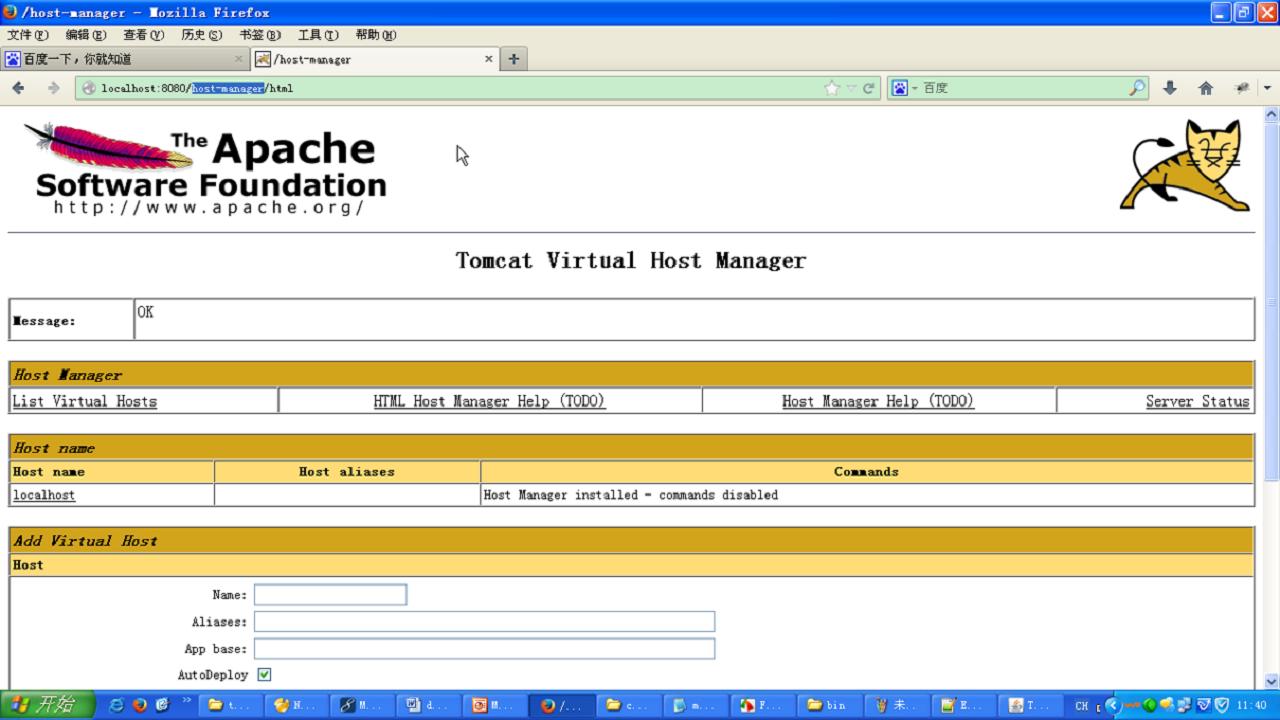 /host-manager - Mozilla Firefox
文件(F) 编辑(E) 查看(V) 历史(S) 书签(B) 工具(T) 帮助(H)
百度一下，你就知道 /host-manager
localhost:8080/host-manager/html 百度
The Apache
Software Foundation
http://www.apache.org/
Tomcat Virtual Host Manager
Message: OK
Host Manager
List Virtual Hosts HTML Host Manager Help (TODO) Host Manager Help (TODO) Server Status
Host name
Host name Host aliases Commands
localhost Host Manager installed - commands disabled
Add Virtual Host
Host
Name:
Aliases:
App base:
AutoDeploy
开始 t... N... M... d... M... /... c... m... F... bin 未... E... T... CH 11:40